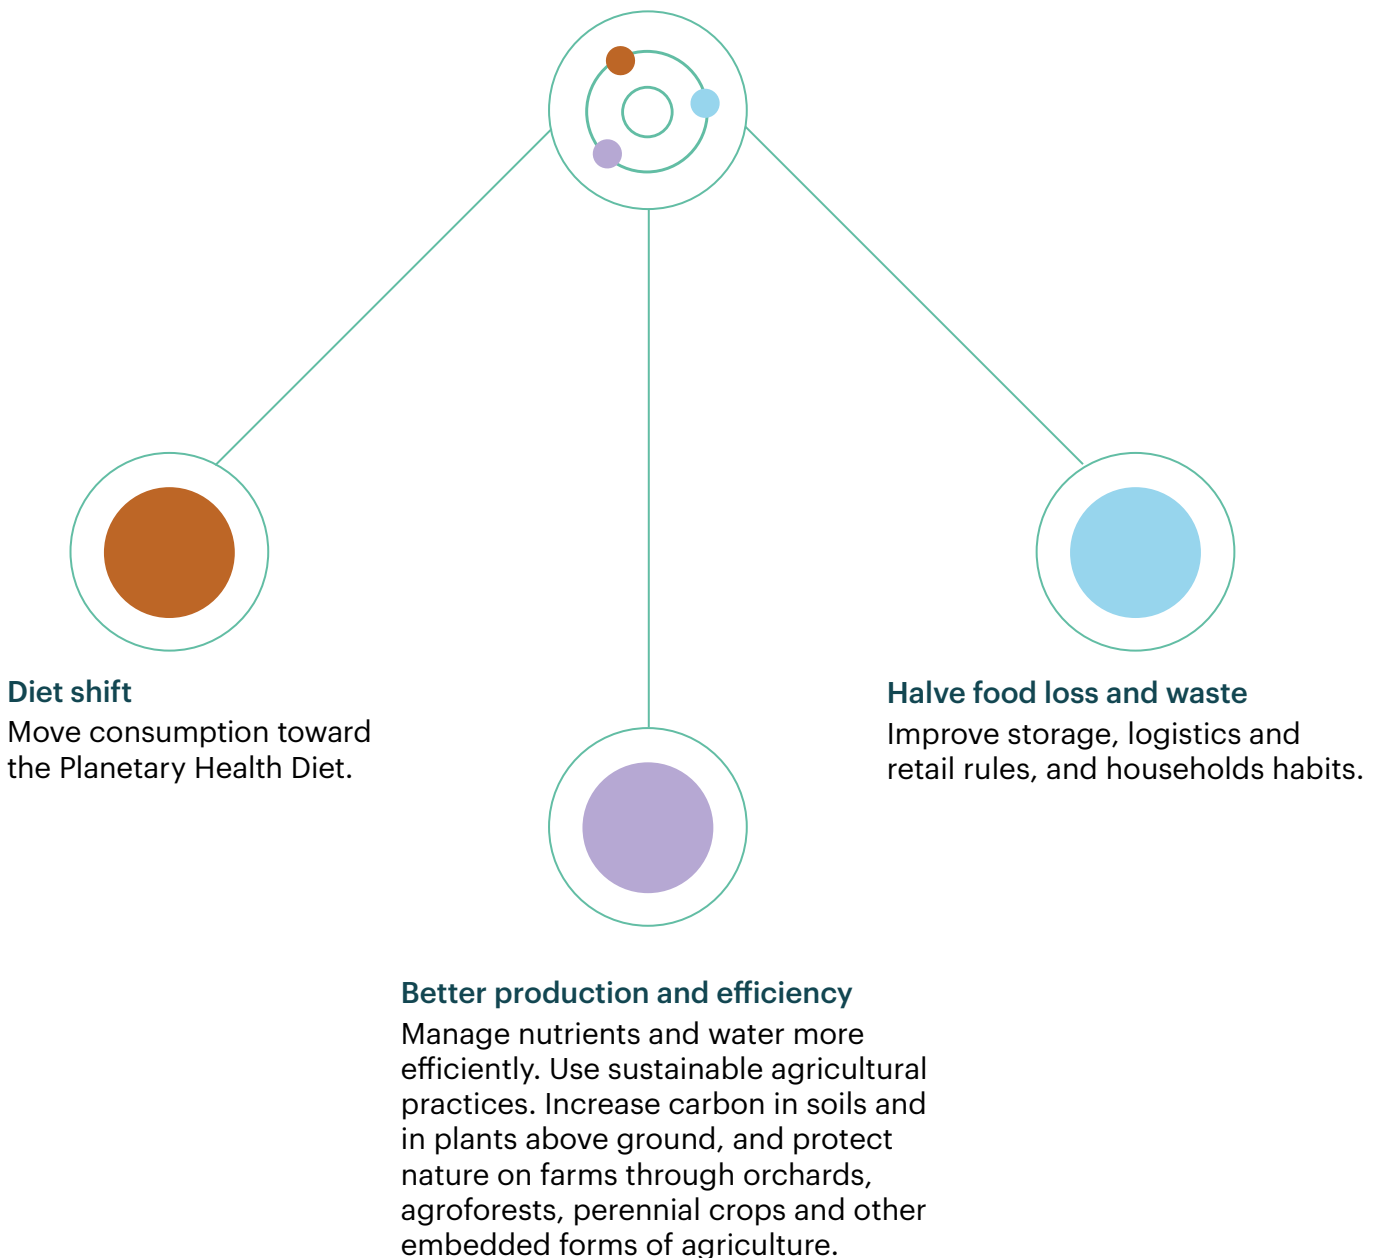 Diet shift
Move consumption toward
the Planetary Health Diet.
Halve food loss and waste
Improve storage, logistics and
retail rules, and households habits.
Better production and efficiency
Manage nutrients and water more
efficiently. Use sustainable agricultural
practices. Increase carbon in soils and
in plants above ground, and protect
nature on farms through orchards,
agroforests, perennial crops and other
embedded forms of agriculture.